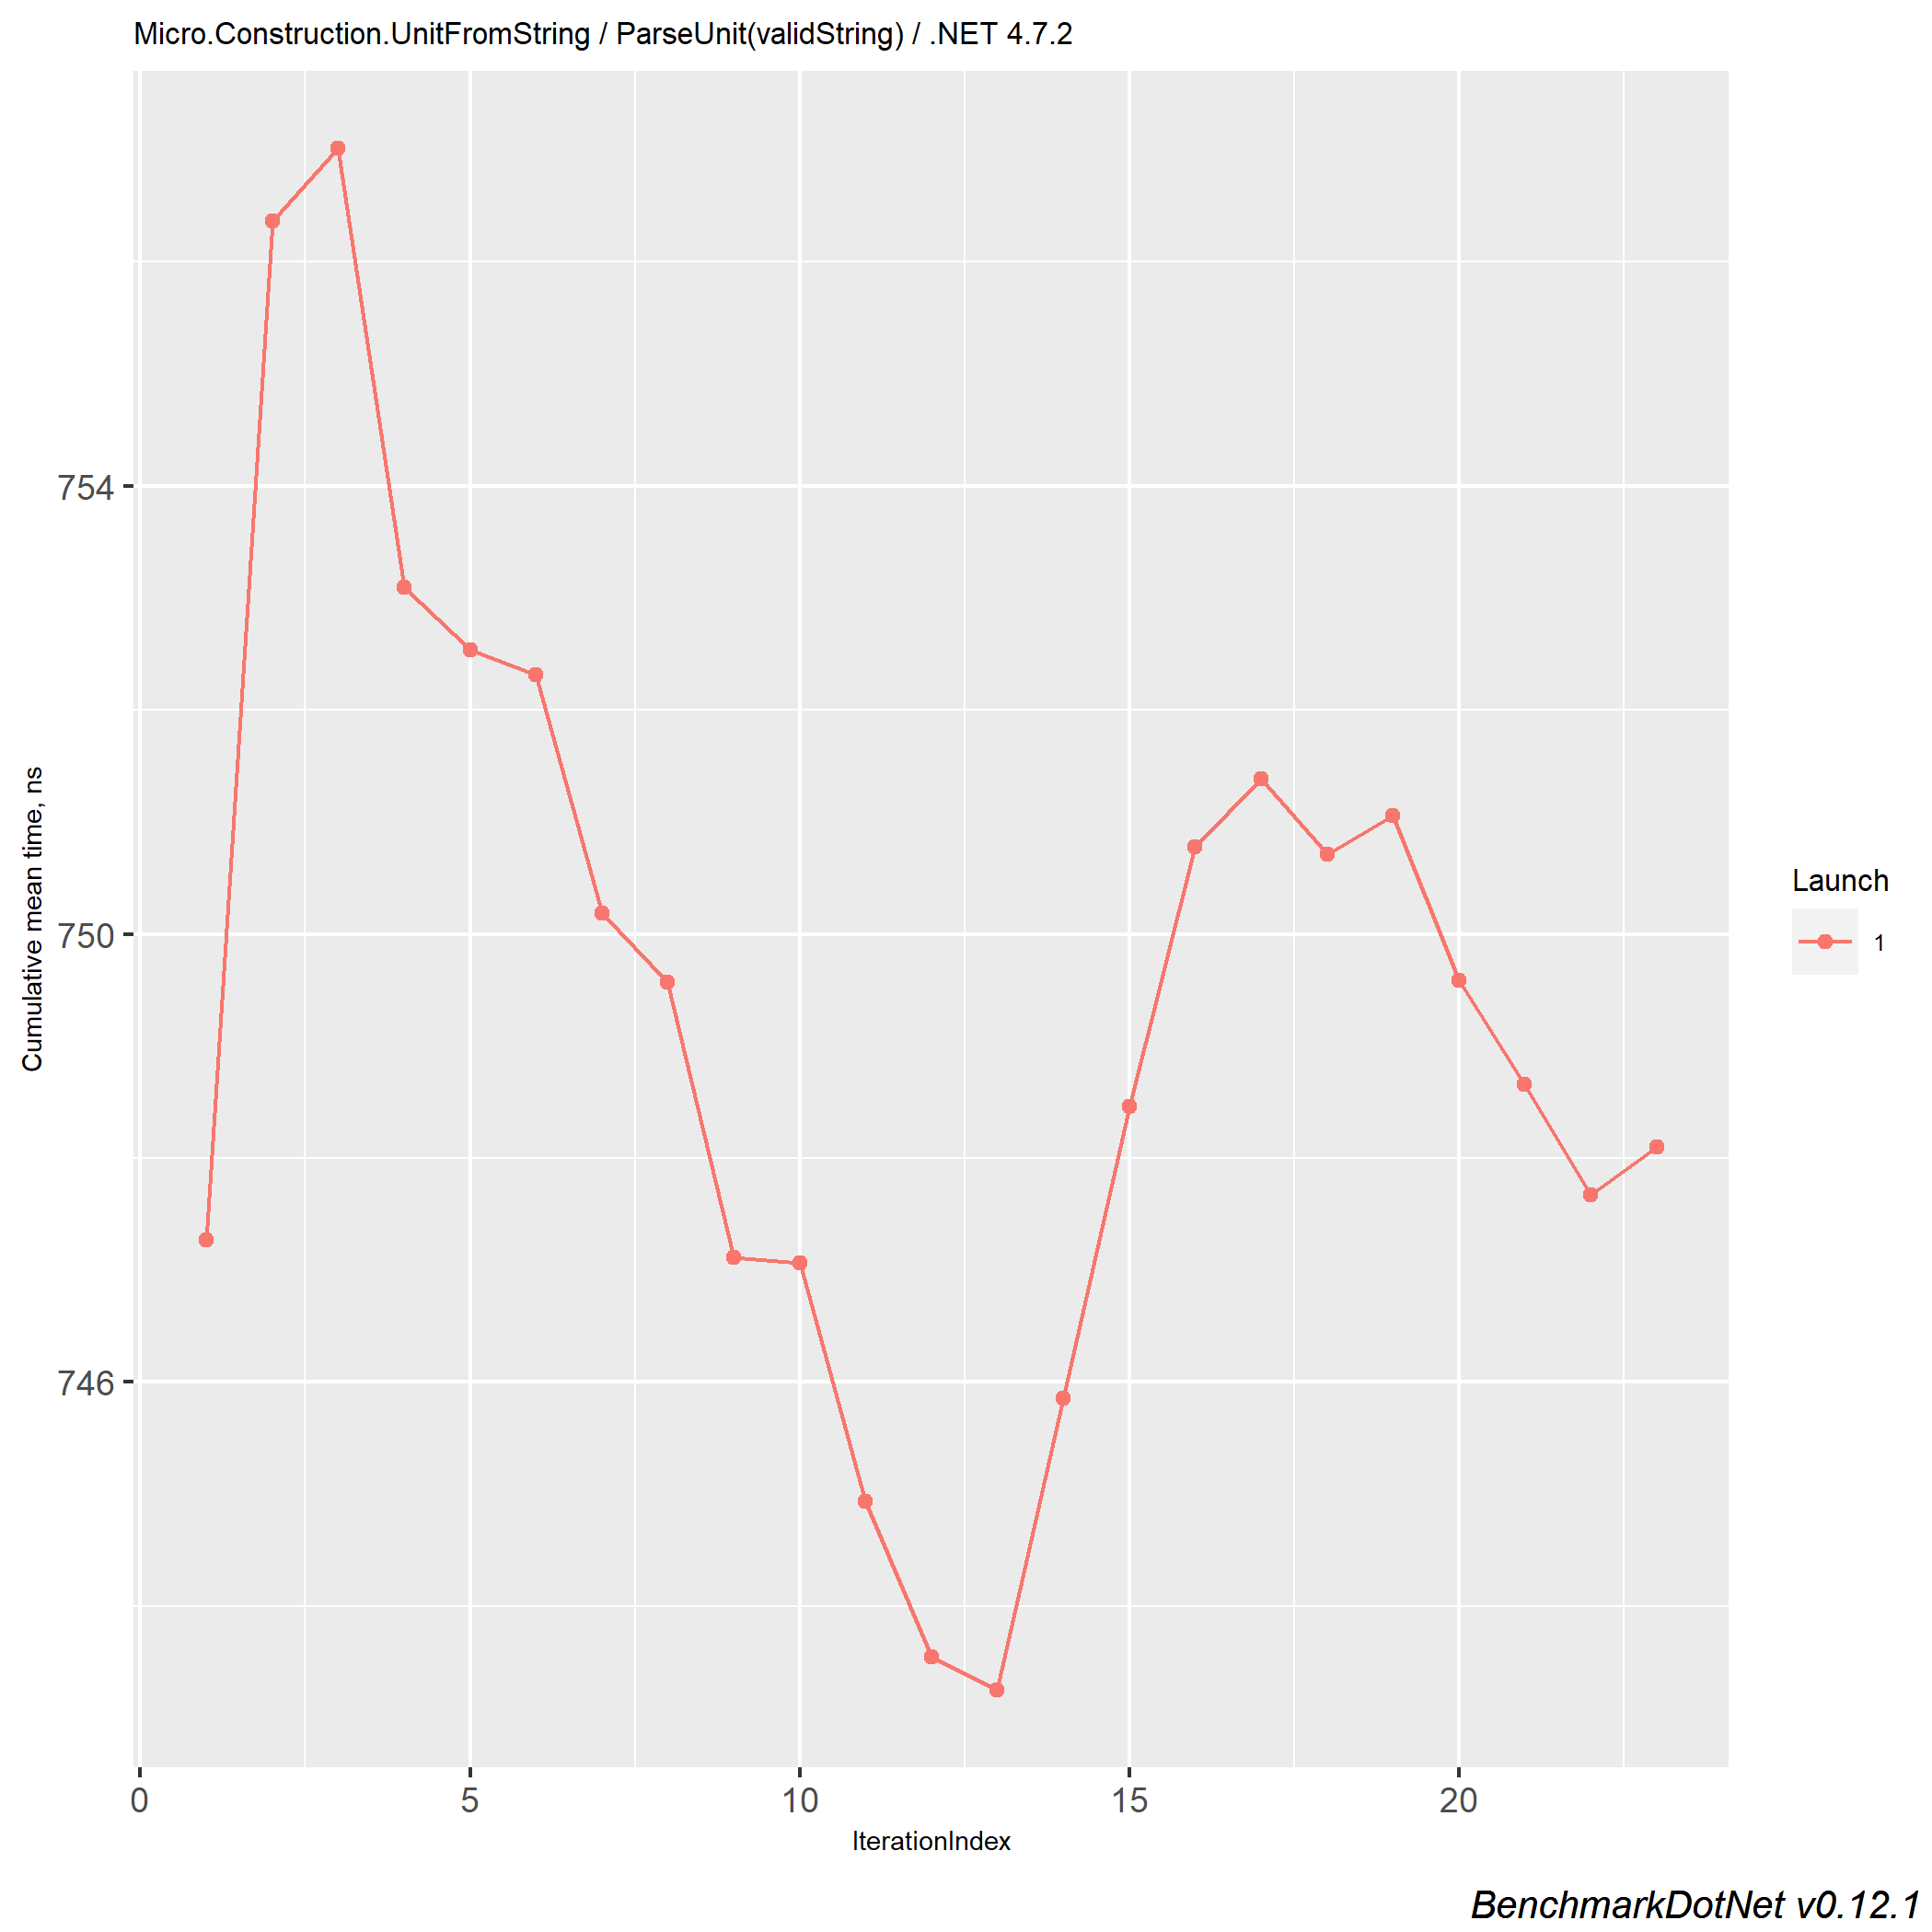 Micro.Construction.UnitFromString / ParseUnit(validString) / .NET 4.7.2
Cumulative mean time, ns
754
750
746
0 5 10 15 20
IterationIndex
Launch
1
BenchmarkDotNet v0.12.1